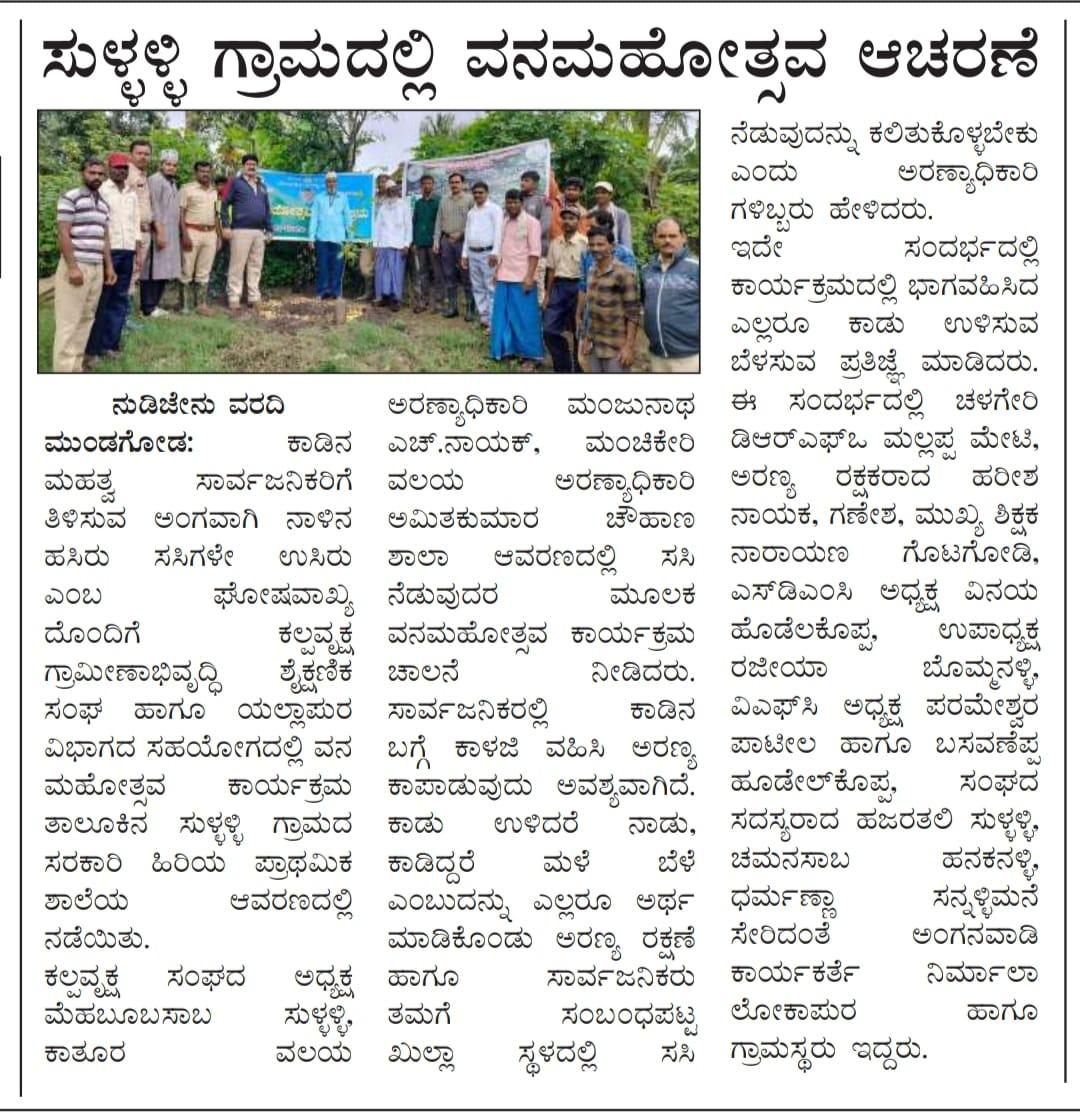 ಸುಳ್ಳಳ್ಳಿ ಗ್ರಾಮದಲ್ಲಿ ವನಮಹೋತ್ಸವ ಆಚರಣೆ
ನುಡಿಜೇನು ವರದಿ
ಮುಂಡಗೋಡ: ಕಾಡಿನ
ಮಹತ್ವ ಸಾರ್ವಜನಿಕರಿಗೆ
ತಿಳಿಸುವ ಅಂಗವಾಗಿ ನಾಳಿನ
ಹಸಿರು ಸಸಿಗಳೇ ಉಸಿರು
ಎಂಬ ಘೋಷವಾಖ್ಯ
ದೊಂದಿಗೆ ಕಲ್ಪವೃಕ್ಷ
ಗ್ರಾಮೀಣಾಭಿವೃದ್ಧಿ ಶೈಕ್ಷಣಿಕ
ಸಂಘ ಹಾಗೂ ಯಲ್ಲಾಪುರ
ವಿಭಾಗದ ಸಹಯೋಗದಲ್ಲಿ ವನ
ಮಹೋತ್ಸವ ಕಾರ್ಯಕ್ರಮ
ತಾಲೂಕಿನ ಸುಳ್ಳಳ್ಳಿ ಗ್ರಾಮದ
ಸರಕಾರಿ ಹಿರಿಯ ಪ್ರಾಥಮಿಕ
ಶಾಲೆಯ ಆವರಣದಲ್ಲಿ
ನಡೆಯಿತು.
ಕಲ್ಪವೃಕ್ಷ ಸಂಘದ ಅಧ್ಯಕ್ಷ
ಮೆಹಬೂಬಸಾಬ ಸುಳ್ಳಳ್ಳಿ,
ಕಾತೂರ ವಲಯ
ಅರಣ್ಯಾಧಿಕಾರಿ ಮಂಜುನಾಥ
ಎಚ್.ನಾಯಕ್, ಮಂಚಿಕೇರಿ
ವಲಯ ಅರಣ್ಯಾಧಿಕಾರಿ
ಅಮಿತಕುಮಾರ ಚೌಹಾಣ
ಶಾಲಾ ಆವರಣದಲ್ಲಿ ಸಸಿ
ನೆಡುವುದರ ಮೂಲಕ
ವನಮಹೋತ್ಸವ ಕಾರ್ಯಕ್ರಮ
ಚಾಲನೆ ನೀಡಿದರು.
ಸಾರ್ವಜನಿಕರಲ್ಲಿ ಕಾಡಿನ
ಬಗ್ಗೆ ಕಾಳಜಿ ವಹಿಸಿ ಅರಣ್ಯ
ಕಾಪಾಡುವುದು ಅವಶ್ಯವಾಗಿದೆ.
ಕಾಡು ಉಳಿದರೆ ನಾಡು,
ಕಾಡಿದ್ದರೆ ಮಳೆ ಬೆಳೆ
ಎಂಬುದನ್ನು ಎಲ್ಲರೂ ಅರ್ಥ
ಮಾಡಿಕೊಂಡು ಅರಣ್ಯ ರಕ್ಷಣೆ
ಹಾಗೂ ಸಾರ್ವಜನಿಕರು
ತಮಗೆ ಸಂಬಂಧಪಟ್ಟ
ಖುಲ್ಲಾ ಸ್ಥಳದಲ್ಲಿ ಸಸಿ
ನೆಡುವುದನ್ನು ಕಲಿತುಕೊಳ್ಳಬೇಕು
ಎಂದು ಅರಣ್ಯಾಧಿಕಾರಿ
ಗಳಿಬ್ಬರು ಹೇಳಿದರು.
ಇದೇ ಸಂದರ್ಭದಲ್ಲಿ
ಕಾರ್ಯಕ್ರಮದಲ್ಲಿ ಭಾಗವಹಿಸಿದ
ಎಲ್ಲರೂ ಕಾಡು ಉಳಿಸುವ
ಬೆಳಸುವ ಪ್ರತಿಜ್ಞೆ ಮಾಡಿದರು.
ಈ ಸಂದರ್ಭದಲ್ಲಿ ಚಳಗೇರಿ
ಡಿಆರ್‌ಎಫ್‌ಒ ಮಲ್ಲಪ್ಪ ಮೇಟಿ,
ಅರಣ್ಯ ರಕ್ಷಕರಾದ ಹರೀಶ
ನಾಯಕ, ಗಣೇಶ, ಮುಖ್ಯ ಶಿಕ್ಷಕ
ನಾರಾಯಣ ಗೊಟಗೋಡಿ,
ಎಸ್‌ಡಿಎಂಸಿ ಅಧ್ಯಕ್ಷ ವಿನಯ
ಹೊಡೆಲಕೊಪ್ಪ, ಉಪಾಧ್ಯಕ್ಷ
ರಜೀಯಾ ಬೊಮ್ಮನಳ್ಳಿ,
ವಿಎಫ್‌ಸಿ ಅಧ್ಯಕ್ಷ ಪರಮೇಶ್ವರ
ಪಾಟೀಲ ಹಾಗೂ ಬಸವಣೆಪ್ಪ
ಹೂಡೇಲ್‌ಕೊಪ್ಪ, ಸಂಘದ
ಸದಸ್ಯರಾದ ಹಜರತಲಿ ಸುಳ್ಳಳ್ಳಿ,
ಚಮನಸಾಬ ಹನಕನಳ್ಳಿ,
ಧರ್ಮಣ್ಣಾ ಸನ್ನಳ್ಳಿಮನೆ
ಸೇರಿದಂತೆ ಅಂಗನವಾಡಿ
ಕಾರ್ಯಕರ್ತೆ ನಿರ್ಮಾಲಾ
ಲೋಕಾಪುರ ಹಾಗೂ
ಗ್ರಾಮಸ್ಥರು ಇದ್ದರು.